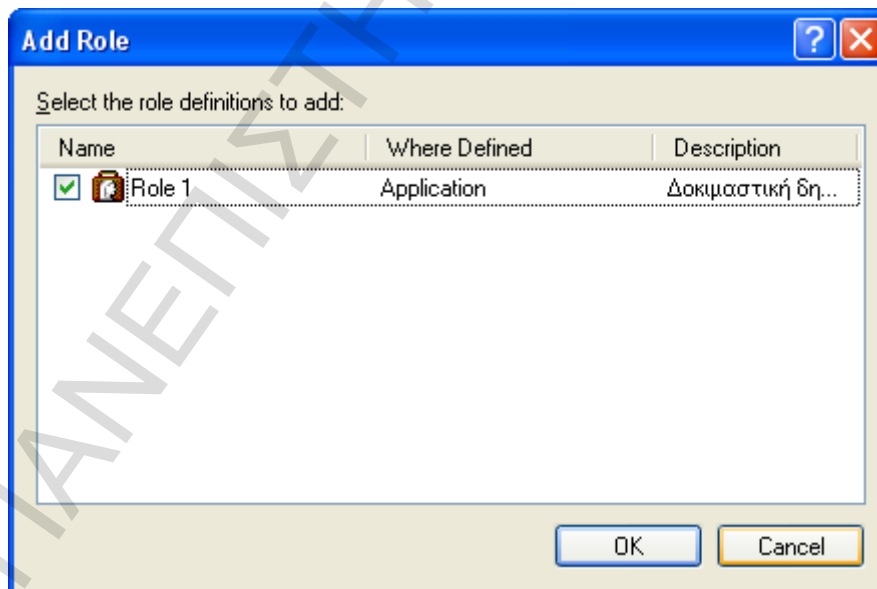 Add Role
Select the role definitions to add:
Name Where Defined Description
Role 1 Application Δοκιμαστική δη...
OK Cancel
ΠΑΝΕΠΙΣΤΗ